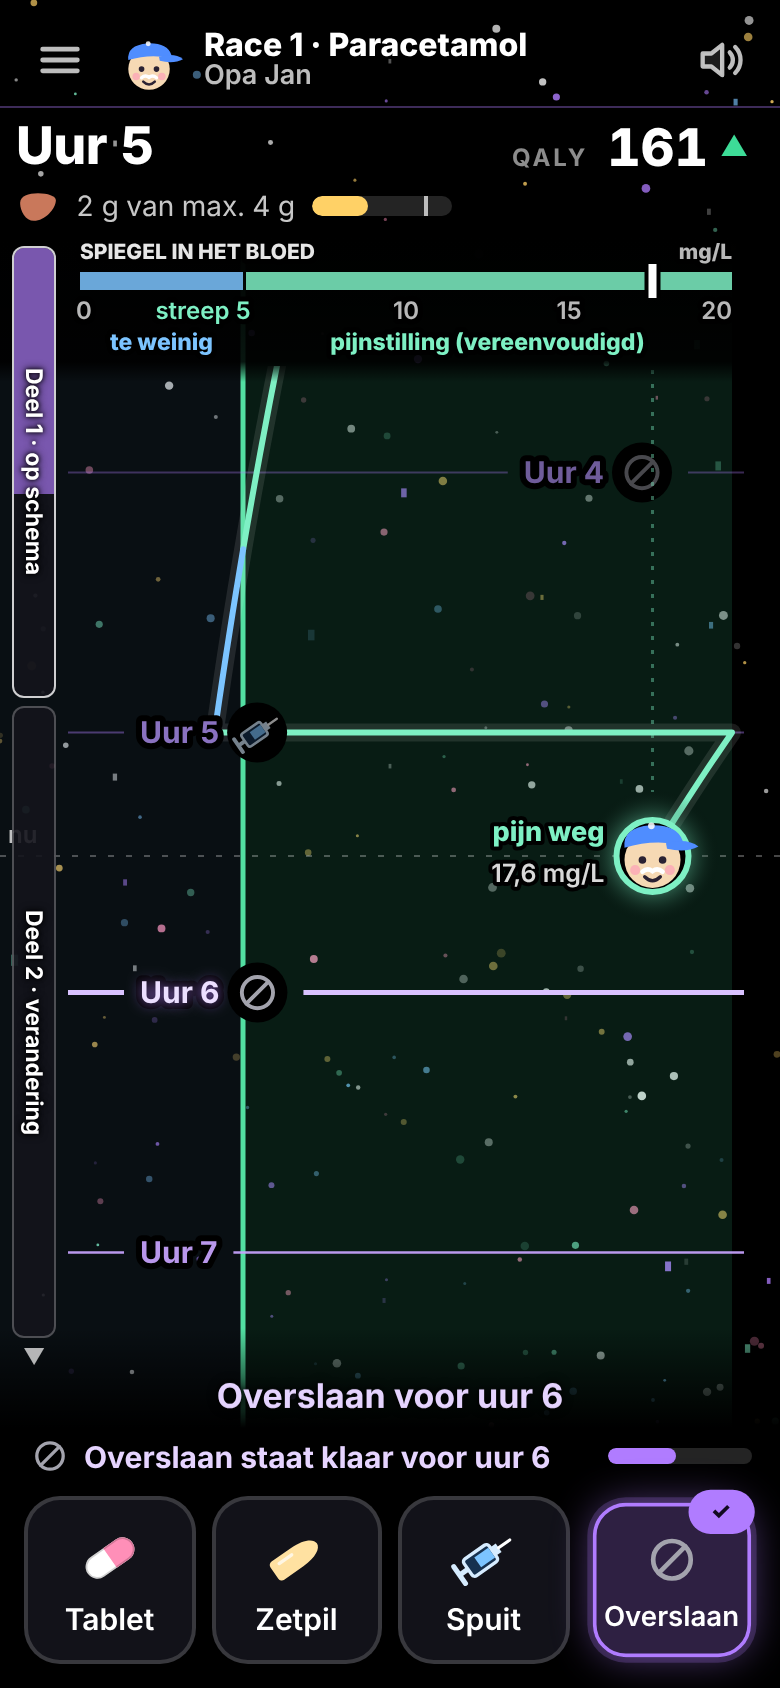 Race 1 · Paracetamol
Opa Jan
Uur 5
QALY 161
2 g van max. 4 g
SPIEGEL IN HET BLOED mg/L
0 streep 5 10 15 20
te weinig pijnstilling (vereenvoudigd)
Deel 1 · op schema
Uur 4
Uur 5
nu
pijn weg
17,6 mg/L
Deel 2 · verandering
Uur 6
Uur 7
Overslaan voor uur 6
Overslaan staat klaar voor uur 6
Tablet
Zetpil
Spuit
Overslaan